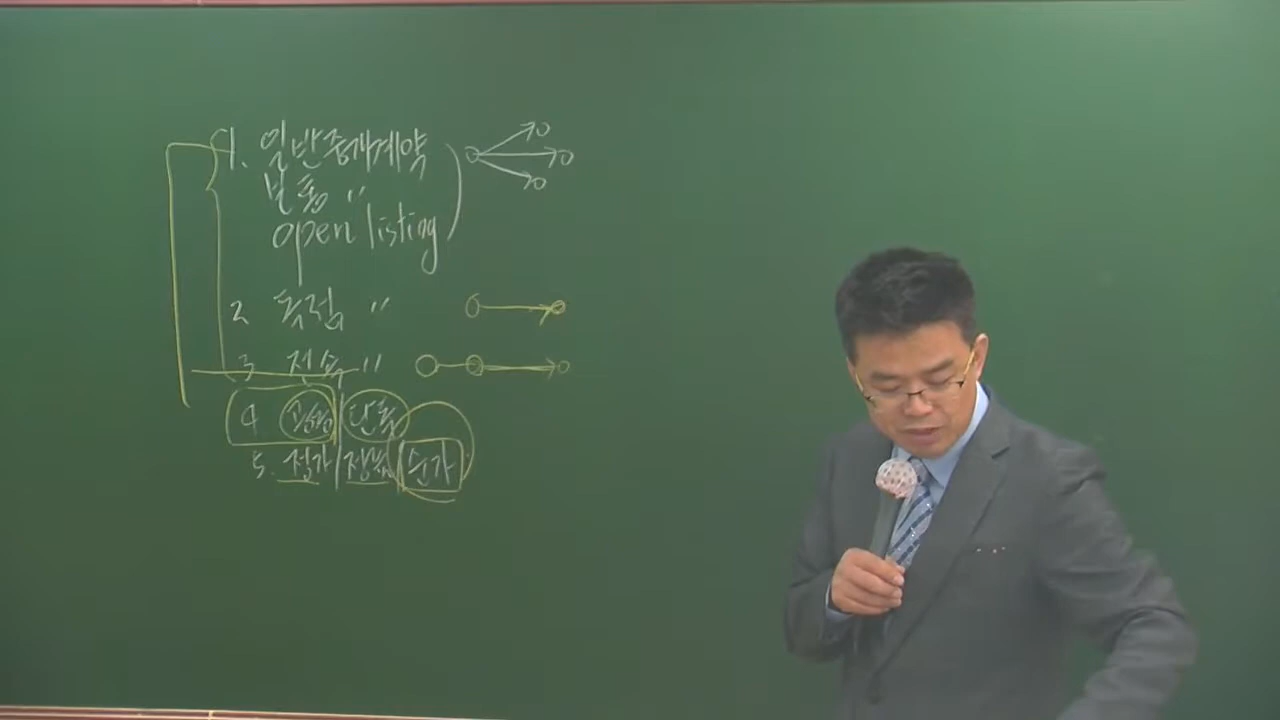 1. 일반중개계약
보통 〃
open listing
2 독점 〃
3 전속 〃
4 공동 단독
5. 정가 정률 순가